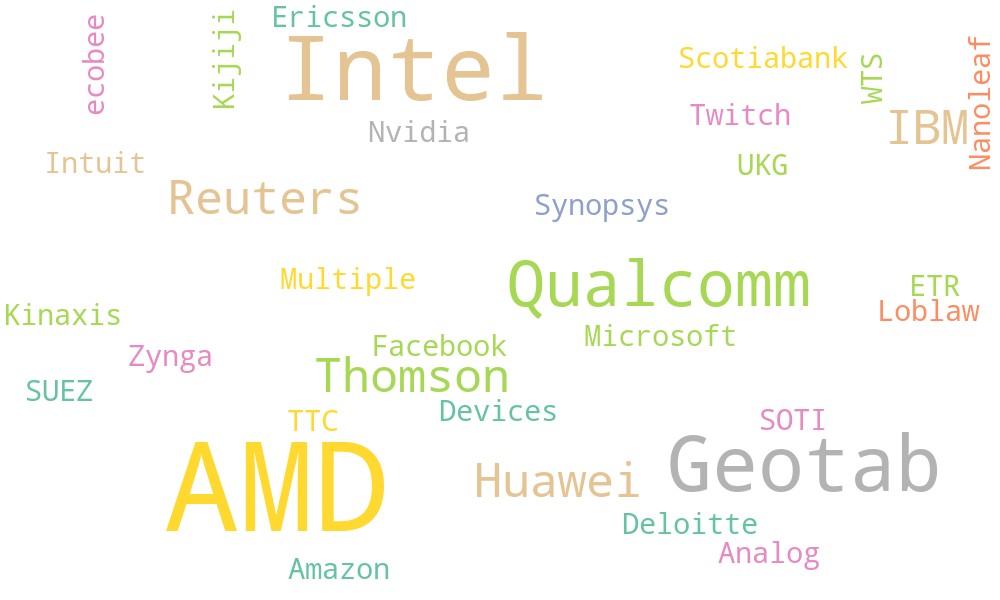 Ericsson
ecobee
Kijiji
Intel
Scotiabank
WTS
Nanoleaf
Twitch
IBM
Nvidia
Intuit
UKG
Reuters
Synopsys
Multiple
Qualcomm
ETR
Loblaw
Kinaxis
Microsoft
Facebook
Zynga
Thomson
SUEZ
Devices
TTC
SOTI
Geotab
AMD
Huawei
Deloitte
Analog
Amazon